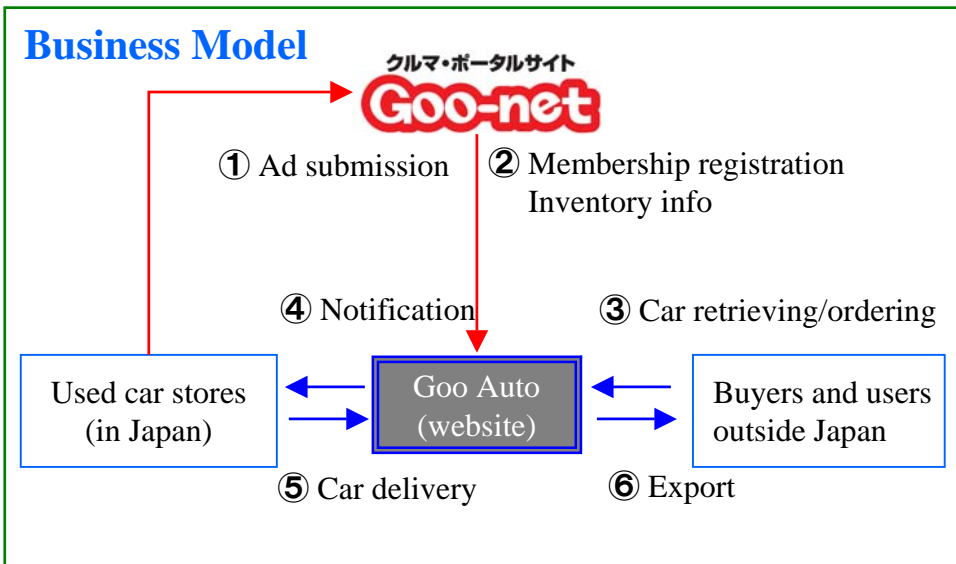 Business Model
クルマ・ポータルサイト
Goo-net
① Ad submission
② Membership registration
Inventory info
④ Notification
③ Car retrieving/ordering
Used car stores
(in Japan)
Goo Auto
(website)
Buyers and users
outside Japan
⑤ Car delivery
⑥ Export